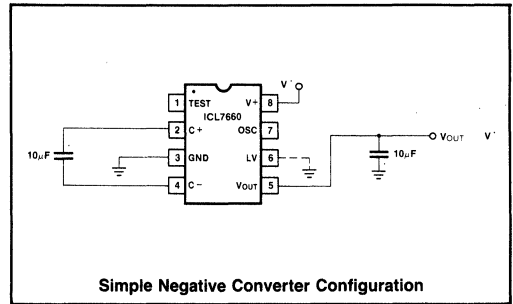 V+
ICL7660
1 TEST V+ 8
2 C+ OSC 7
3 GND LV 6
4 C- VOUT 5
10µF
VOUT V
10µF
Simple Negative Converter Configuration